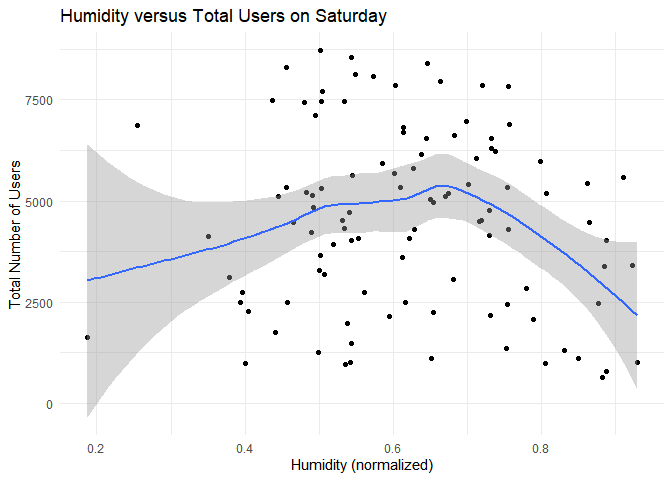 Humidity versus Total Users on Saturday
Total Number of Users
7500
5000
2500
0
0.2
0.4
0.6
0.8
Humidity (normalized)